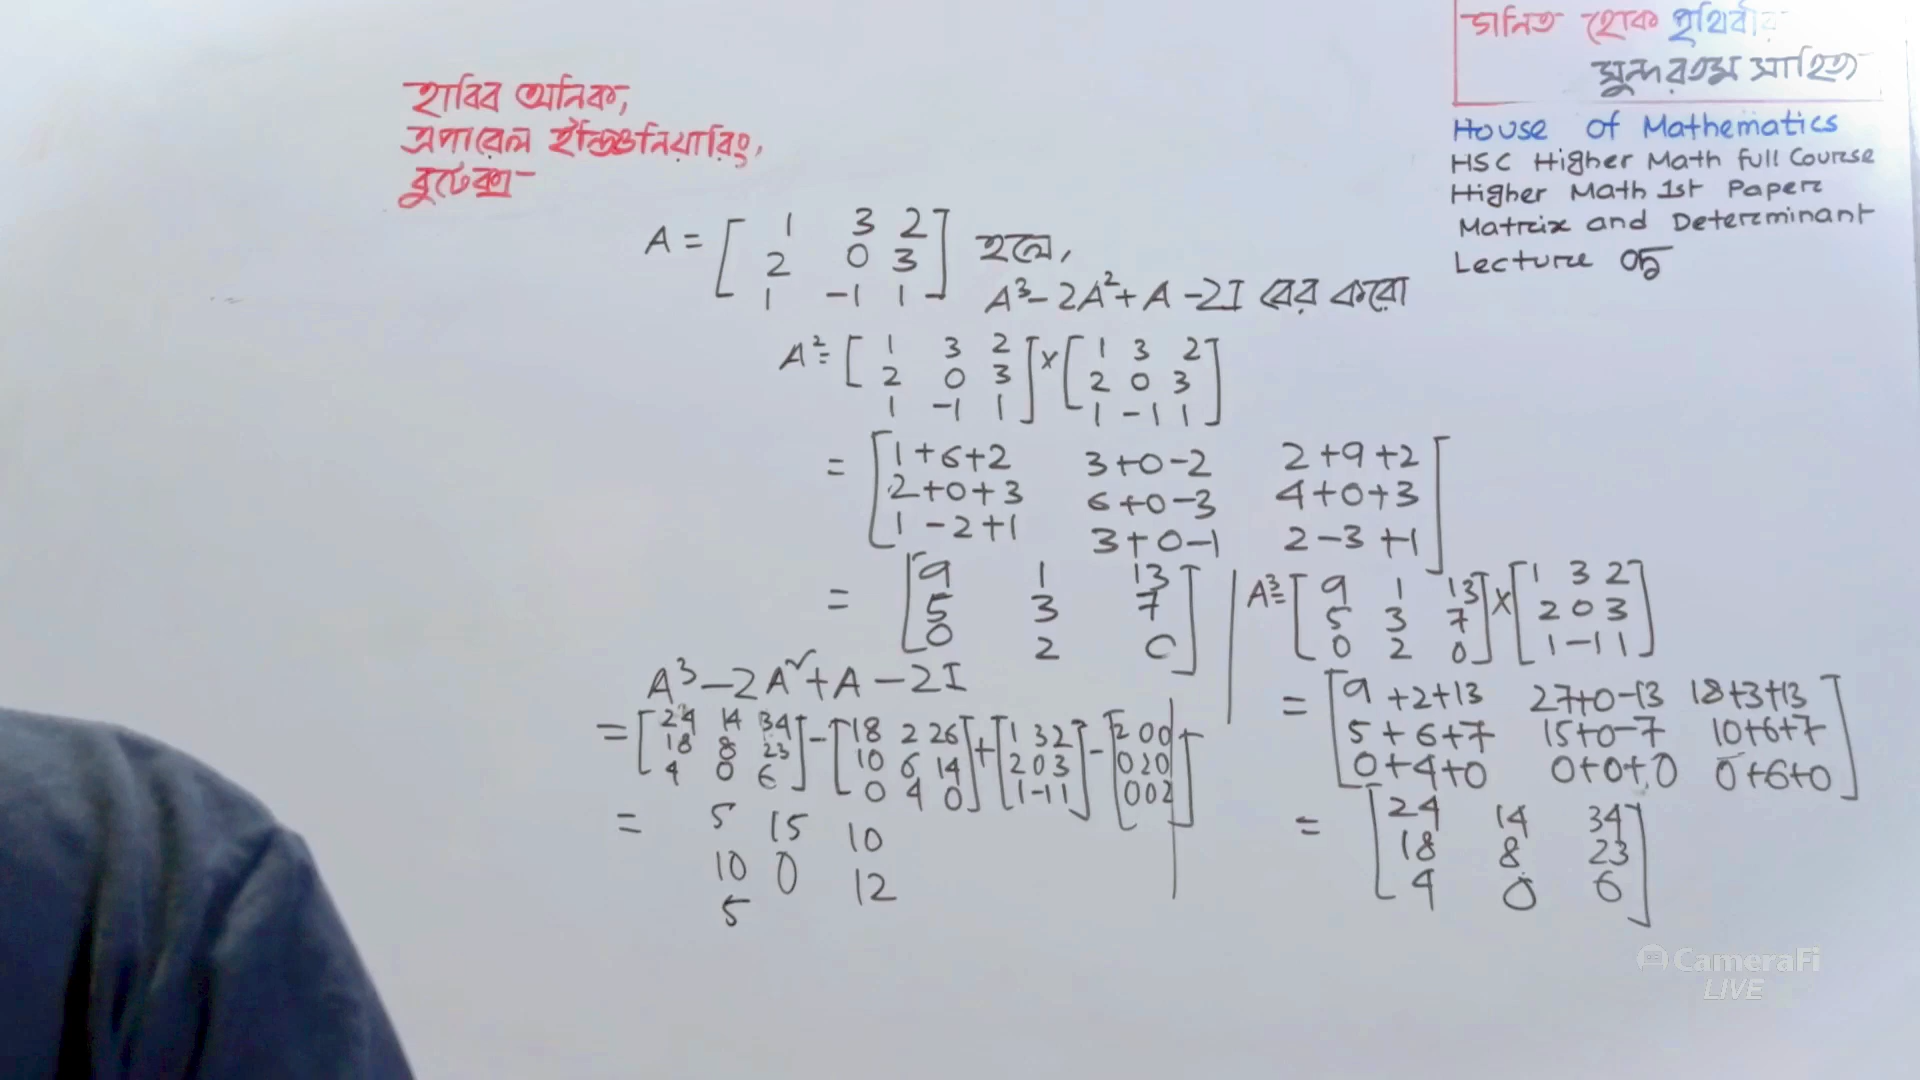 গনিত হোক পৃথিবীর
সুন্দরতম সাহিত্য
House of Mathematics
HSC Higher Math full Course
Higher Math 1st Paper
Matrix and Determinant
Lecture 05
হাবিব অনিক,
এপারেল ইঞ্জিনিয়ারিং,
বুটেক্স
A = [ 1 3 2
2 0 3
1 -1 1 ] হলে,
A³ - 2A² + A - 2I বের করো
A² = [ 1 3 2 ] × [ 1 3 2 ]
2 0 3 2 0 3
1 -1 1 1 -1 1
= [ 1+6+2 3+0-2 2+9+2 ]
2+0+3 6+0-3 4+0+3
1-2+1 3+0-1 2-3+1
= [ 9 1 13 ]
5 3 7
0 2 0
A³ = [ 9 1 13 ] × [ 1 3 2 ]
5 3 7 2 0 3
0 2 0 1 -1 1
= [ 9+2+13 27+0-13 18+3+13 ]
5+6+7 15+0-7 10+6+7
0+4+0 0+0+0 0+6+0
= [ 24 14 34 ]
18 8 23
4 0 6
A³ - 2A² + A - 2I
= [ 24 14 34 ] - [ 18 2 26 ] + [ 1 3 2 ] - [ 2 0 0 ]
18 8 23 10 6 14 2 0 3 0 2 0
4 0 6 0 4 0 1 -1 1 0 0 2
= 5 15 10
10 0 12
5
CameraFi
LIVE